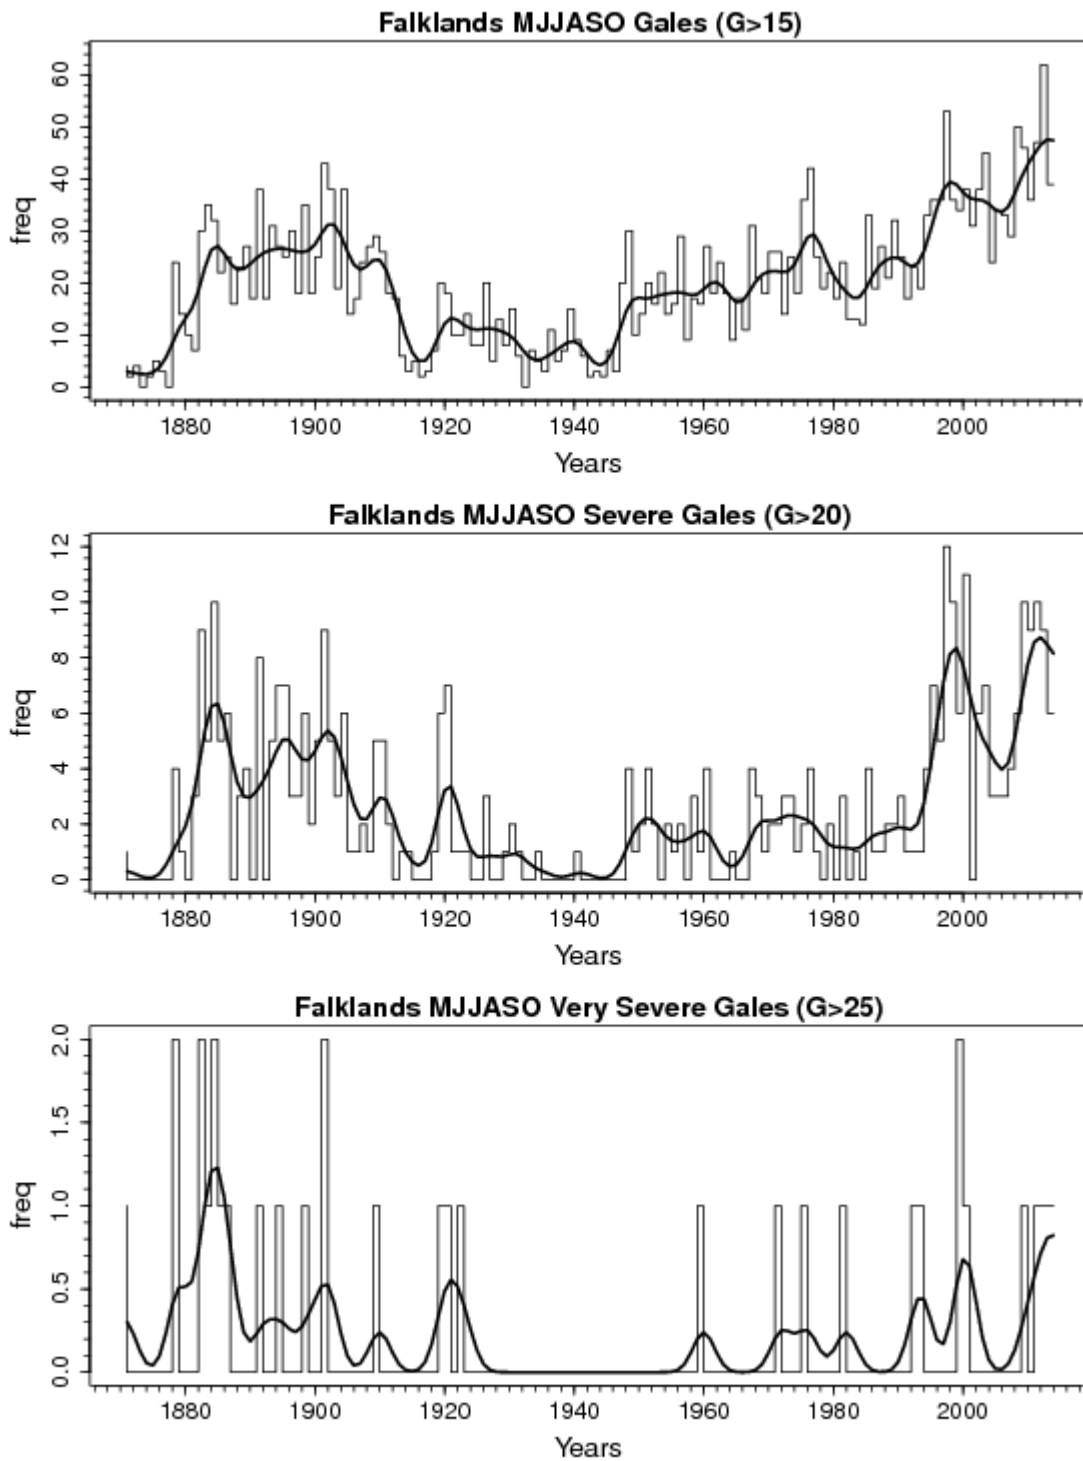 Falklands MJJASO Gales (G>15)
freq
0 10 20 30 40 50 60
1880 1900 1920 1940 1960 1980 2000
Years
Falklands MJJASO Severe Gales (G>20)
freq
0 2 4 6 8 10 12
1880 1900 1920 1940 1960 1980 2000
Years
Falklands MJJASO Very Severe Gales (G>25)
freq
0.0 0.5 1.0 1.5 2.0
1880 1900 1920 1940 1960 1980 2000
Years